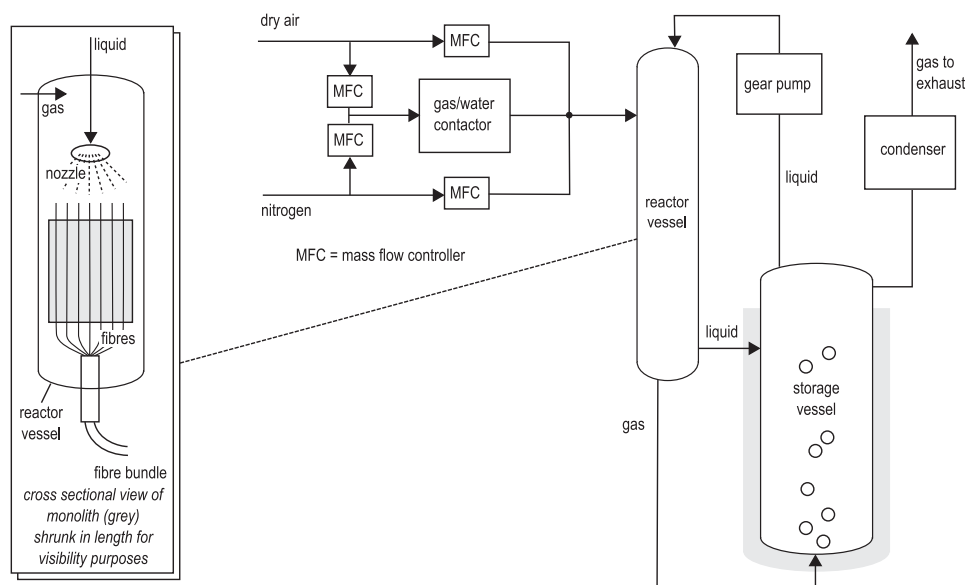 liquid
gas
nozzle
fibres
reactor
vessel
fibre bundle
cross sectional view of
monolith (grey)
shrunk in length for
visibility purposes
dry air
MFC
MFC
gas/water
contactor
MFC
MFC
nitrogen
MFC = mass flow controller
reactor
vessel
gear pump
liquid
gas to
exhaust
condenser
liquid
gas
storage
vessel